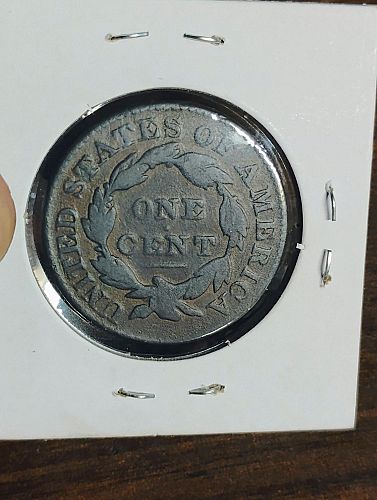 UNITED STATES OF AMERICA
ONE
CENT